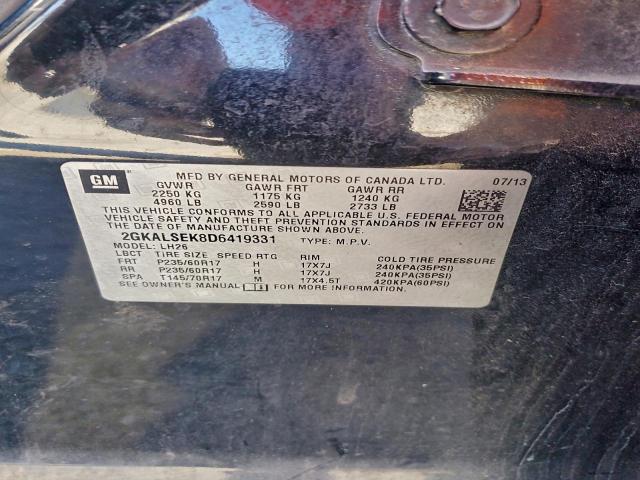 GM
MFD BY GENERAL MOTORS OF CANADA LTD. 07/13
GVWR GAWR FRT GAWR RR
2250 KG 1175 KG 1240 KG
4960 LB 2590 LB 2733 LB
THIS VEHICLE CONFORMS TO ALL APPLICABLE U.S. FEDERAL MOTOR
VEHICLE SAFETY AND THEFT PREVENTION STANDARDS IN EFFECT ON
THE DATE OF MANUFACTURE SHOWN ABOVE.
2GKALSEK8D6419331 TYPE: M.P.V.
MODEL: LH26
LBCT TIRE SIZE SPEED RTG RIM COLD TIRE PRESSURE
FRT P235/60R17 H 17X7J 240KPA(35PSI)
RR P235/60R17 H 17X7J 240KPA(35PSI)
SPA T145/70R17 M 17X4.5T 420KPA(60PSI)
SEE OWNER'S MANUAL FOR MORE INFORMATION.